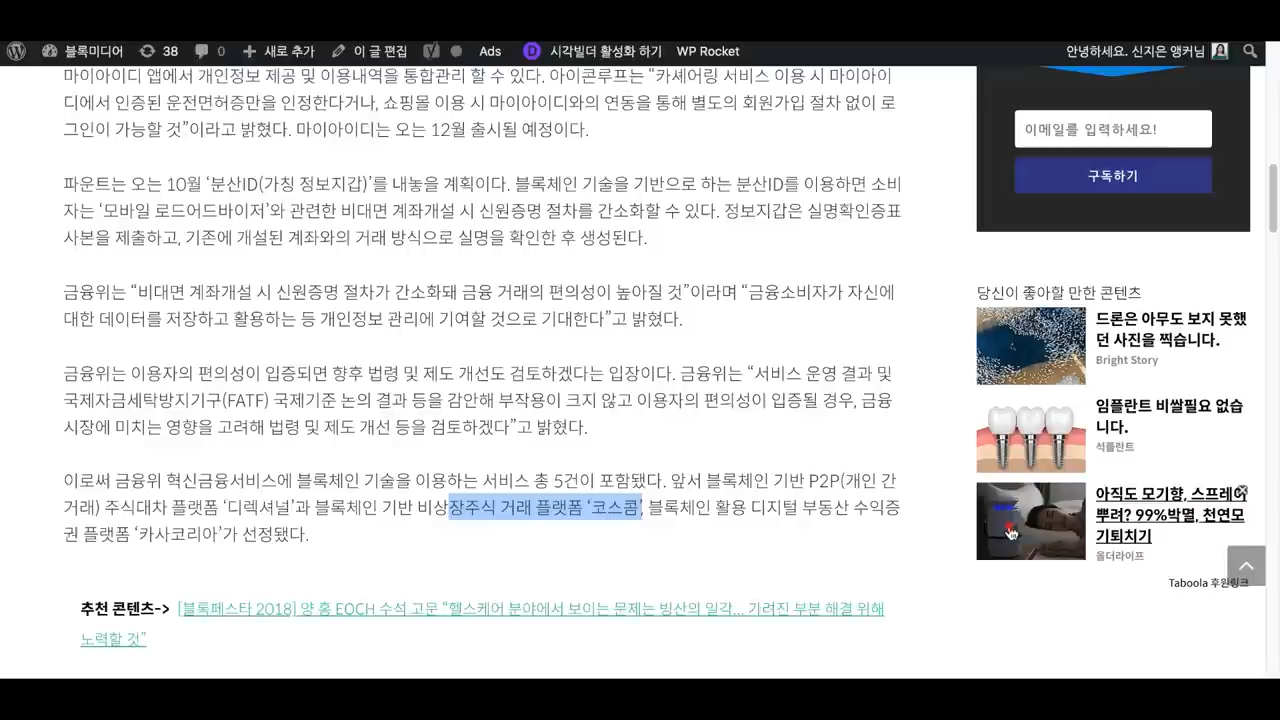 블록미디어 38 0 새로 추가 이 글 편집 Ads 시각빌더 활성화 하기 WP Rocket 안녕하세요. 신지은 앵커님
마이아이디 앱에서 개인정보 제공 및 이용내역을 통합관리 할 수 있다. 아이콘루프는 “카셰어링 서비스 이용 시 마이아이
디에서 인증된 운전면허증만을 인정한다거나, 쇼핑몰 이용 시 마이아이디와의 연동을 통해 별도의 회원가입 절차 없이 로
그인이 가능할 것”이라고 밝혔다. 마이아이디는 오는 12월 출시될 예정이다.
파운트는 오는 10월 ‘분산ID(가칭 정보지갑)’를 내놓을 계획이다. 블록체인 기술을 기반으로 하는 분산ID를 이용하면 소비
자는 ‘모바일 로드어드바이저’와 관련한 비대면 계좌개설 시 신원증명 절차를 간소화할 수 있다. 정보지갑은 실명확인증표
사본을 제출하고, 기존에 개설된 계좌와의 거래 방식으로 실명을 확인한 후 생성된다.
금융위는 “비대면 계좌개설 시 신원증명 절차가 간소화돼 금융 거래의 편의성이 높아질 것”이라며 “금융소비자가 자신에
대한 데이터를 저장하고 활용하는 등 개인정보 관리에 기여할 것으로 기대한다”고 밝혔다.
금융위는 이용자의 편의성이 입증되면 향후 법령 및 제도 개선도 검토하겠다는 입장이다. 금융위는 “서비스 운영 결과 및
국제자금세탁방지기구(FATF) 국제기준 논의 결과 등을 감안해 부작용이 크지 않고 이용자의 편의성이 입증될 경우, 금융
시장에 미치는 영향을 고려해 법령 및 제도 개선 등을 검토하겠다”고 밝혔다.
이로써 금융위 혁신금융서비스에 블록체인 기술을 이용하는 서비스 총 5건이 포함됐다. 앞서 블록체인 기반 P2P(개인 간
거래) 주식대차 플랫폼 ‘디렉셔널’과 블록체인 기반 비상장주식 거래 플랫폼 ‘코스콤’, 블록체인 활용 디지털 부동산 수익증
권 플랫폼 ‘카사코리아’가 선정됐다.
추천 콘텐츠-> [블록페스타 2018] 양 홍 EOCH 수석 고문 “헬스케어 분야에서 보이는 문제는 빙산의 일각... 가려진 부분 해결 위해
노력할 것”
이메일를 입력하세요!
구독하기
당신이 좋아할 만한 콘텐츠
드론은 아무도 보지 못했
던 사진을 찍습니다.
Bright Story
임플란트 비쌀필요 없습
니다.
석플란트
아직도 모기향, 스프레이
뿌려? 99%박멸, 천연모
기퇴치기
올더라이프
Taboola 후원링크